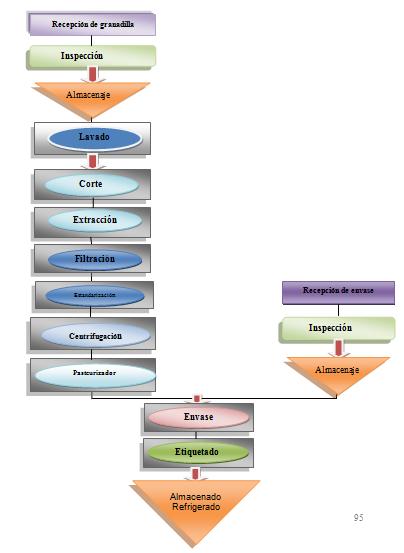 Recepción de granadilla
Inspección
Almacenaje
Lavado
Corte
Extracción
Filtración
Estandarización
Centrifugación
Pasteurizador
Recepción de envase
Inspección
Almacenaje
Envase
Etiquetado
Almacenado
Refrigerado
95